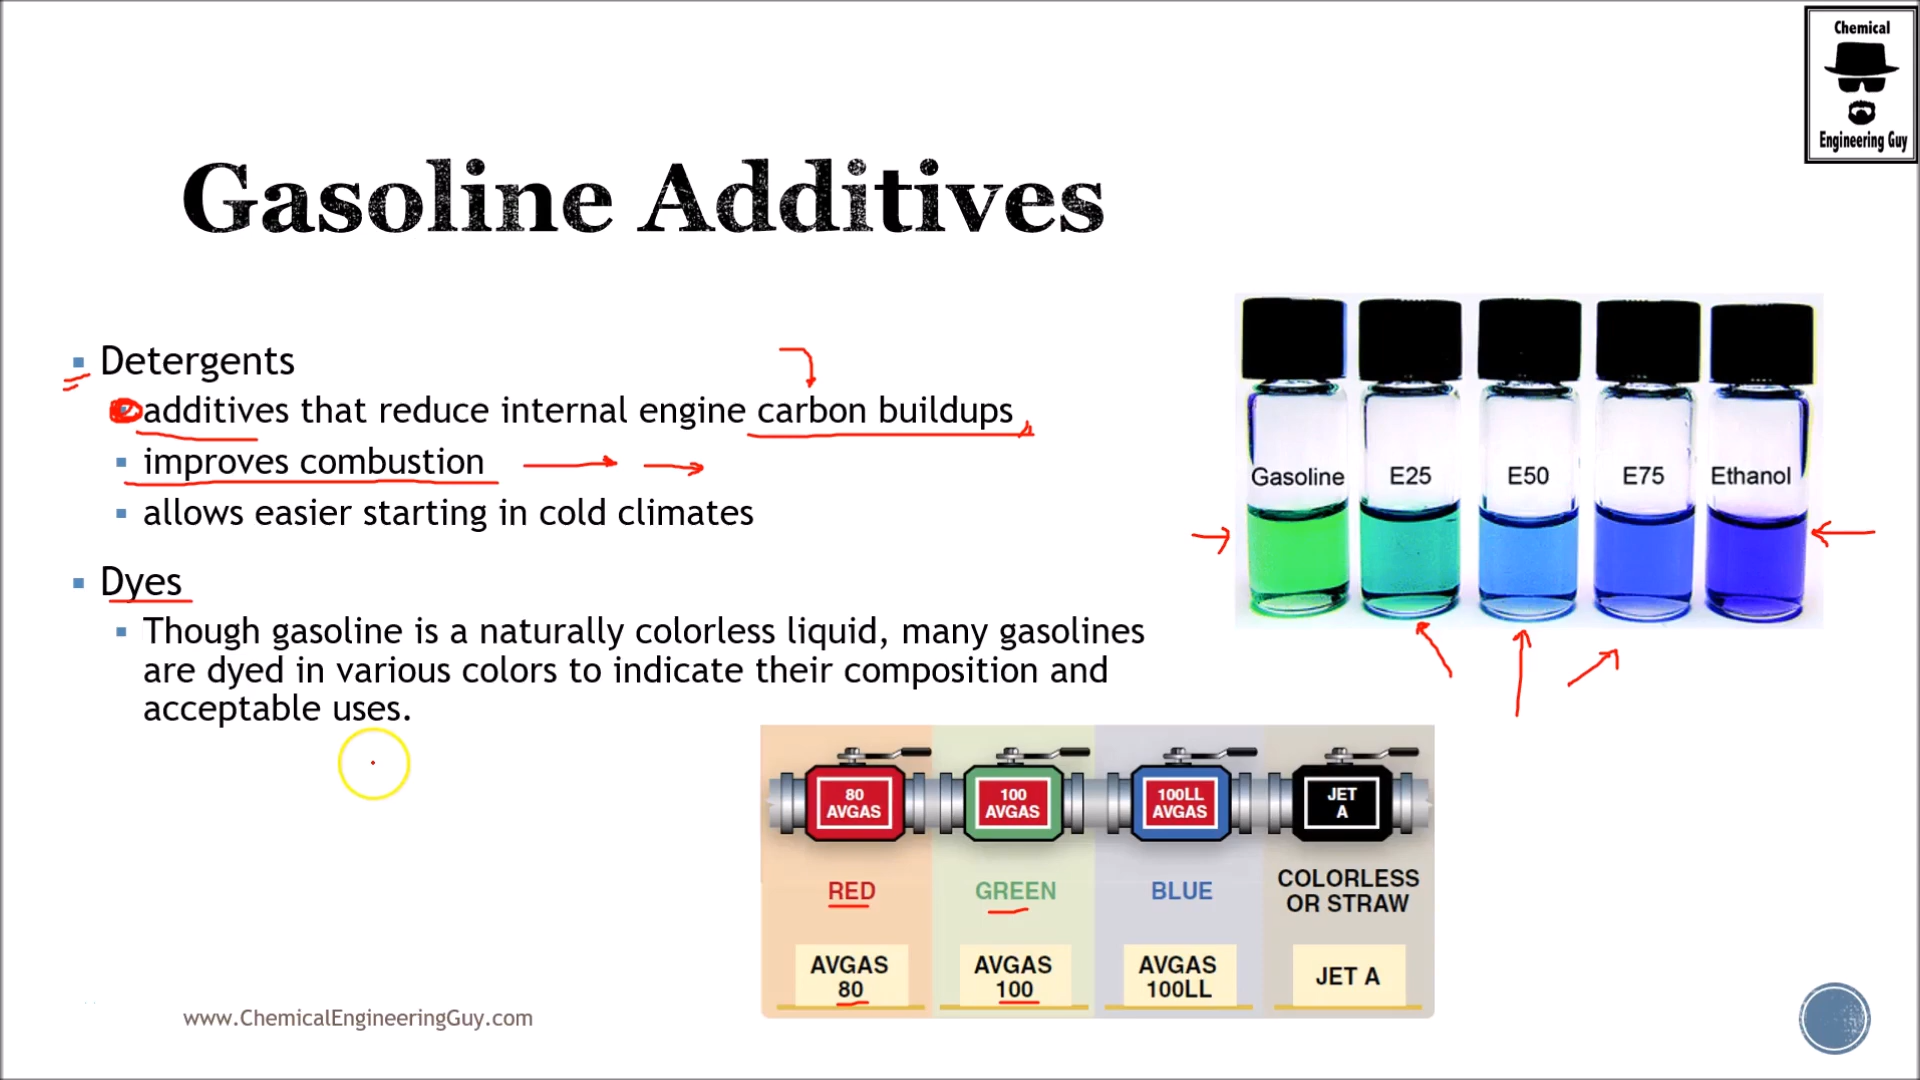 Chemical
Engineering Guy
Gasoline Additives
Detergents
additives that reduce internal engine carbon buildups
improves combustion
allows easier starting in cold climates
Dyes
Though gasoline is a naturally colorless liquid, many gasolines
are dyed in various colors to indicate their composition and
acceptable uses.
Gasoline E25 E50 E75 Ethanol
80
AVGAS
100
AVGAS
100LL
AVGAS
JET
A
RED
GREEN
BLUE
COLORLESS
OR STRAW
AVGAS
80
AVGAS
100
AVGAS
100LL
JET A
www.ChemicalEngineeringGuy.com